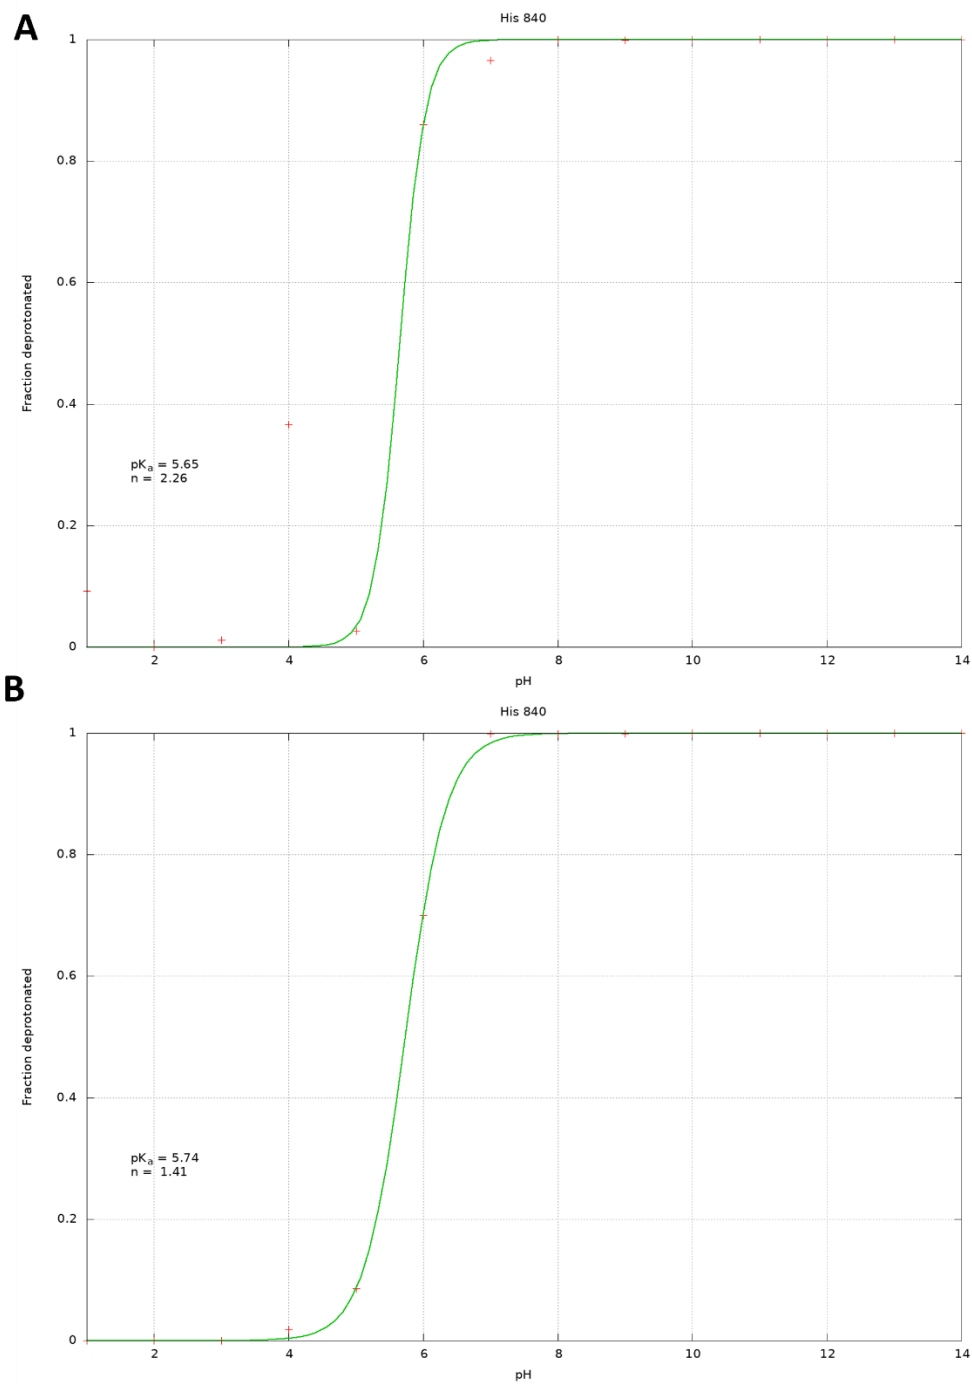 A
His 840
1
0.8
0.6
0.4
0.2
0
Fraction deprotonated
pKa = 5.65
n = 2.26
2 4 6 8 10 12 14
pH
B
His 840
1
0.8
0.6
0.4
0.2
0
Fraction deprotonated
pKa = 5.74
n = 1.41
2 4 6 8 10 12 14
pH